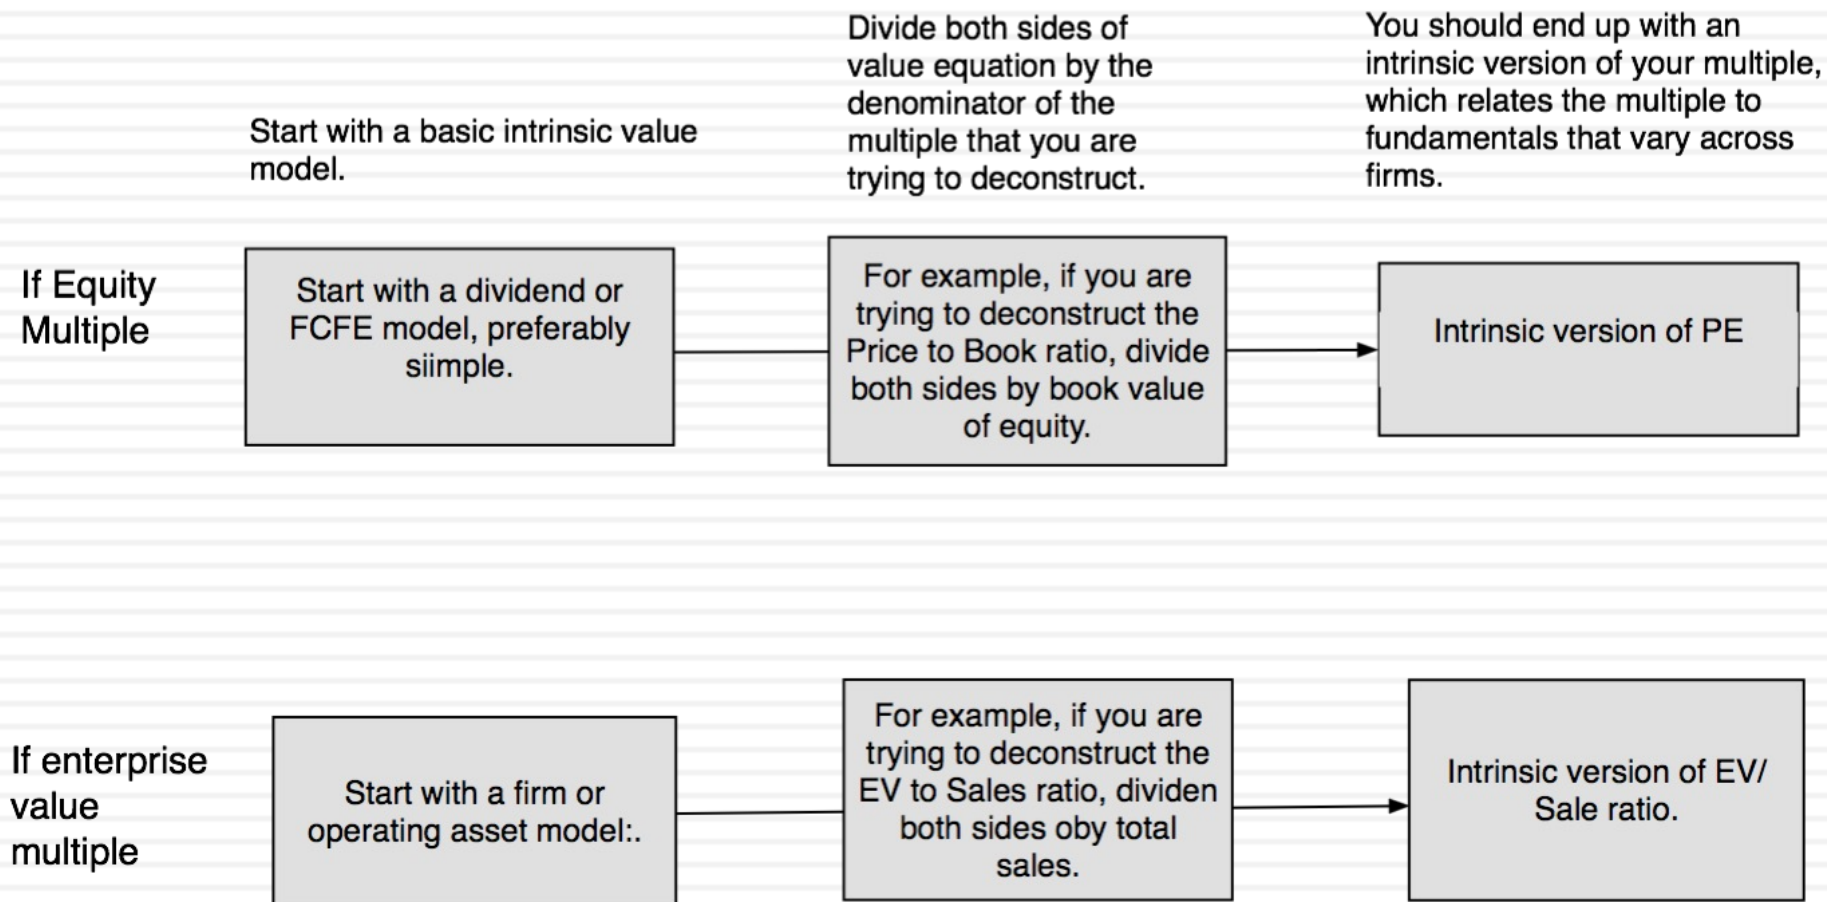 Start with a basic intrinsic value
model.
Divide both sides of
value equation by the
denominator of the
multiple that you are
trying to deconstruct.
You should end up with an
intrinsic version of your multiple,
which relates the multiple to
fundamentals that vary across
firms.
If Equity
Multiple
Start with a dividend or
FCFE model, preferably
siimple.
For example, if you are
trying to deconstruct the
Price to Book ratio, divide
both sides by book value
of equity.
Intrinsic version of PE
If enterprise
value
multiple
Start with a firm or
operating asset model:.
For example, if you are
trying to deconstruct the
EV to Sales ratio, dividen
both sides oby total
sales.
Intrinsic version of EV/
Sale ratio.